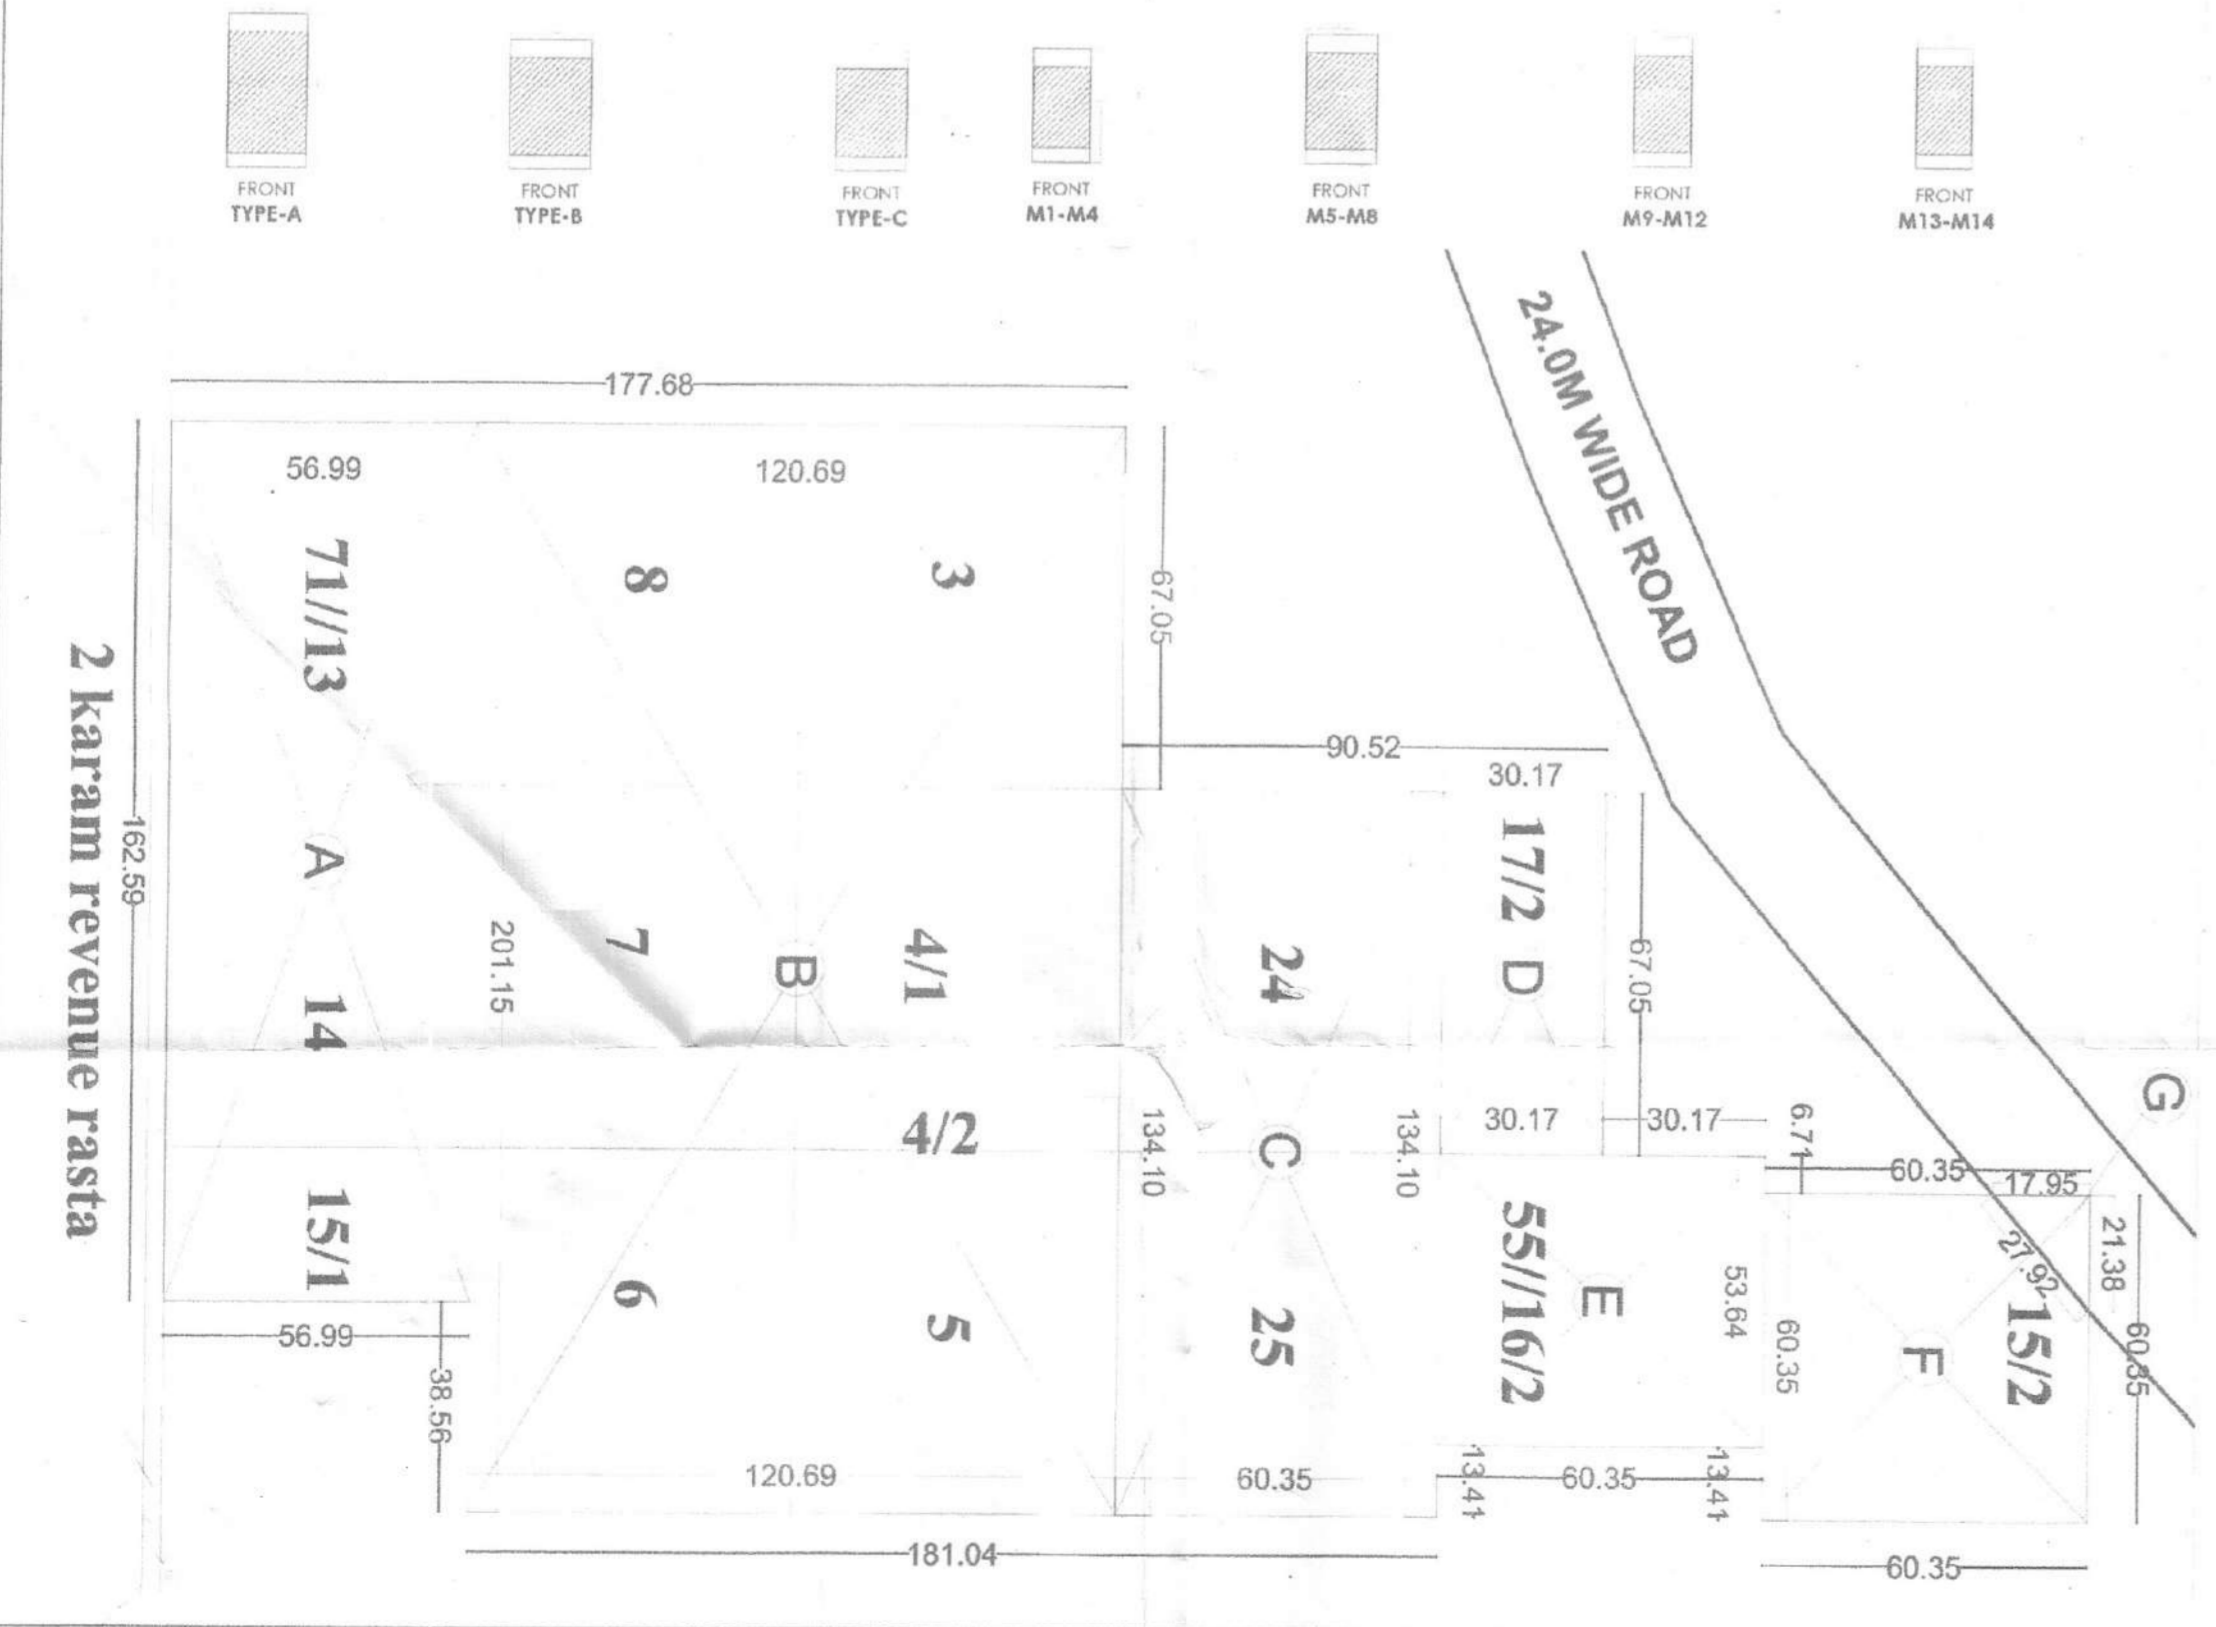 FRONT
TYPE-A
FRONT
TYPE-B
FRONT
TYPE-C
FRONT
M1-M4
FRONT
M5-M8
FRONT
M9-M12
FRONT
M13-M14
24.0M WIDE ROAD
177.68
56.99
120.69
67.05
71//13
8
3
90.52
30.17
17/2
D
67.05
2 karam revenue rasta
162.59
A
14
201.15
7
B
4/1
24
G
4/2
134.10
C
134.10
30.17
30.17
6.71
60.35
17.95
21.38
27.92
15/1
6
5
25
55//16/2
E
53.64
60.35
F
15/2
60.35
56.99
38.56
120.69
60.35
13.41
60.35
13.41
181.04
60.35